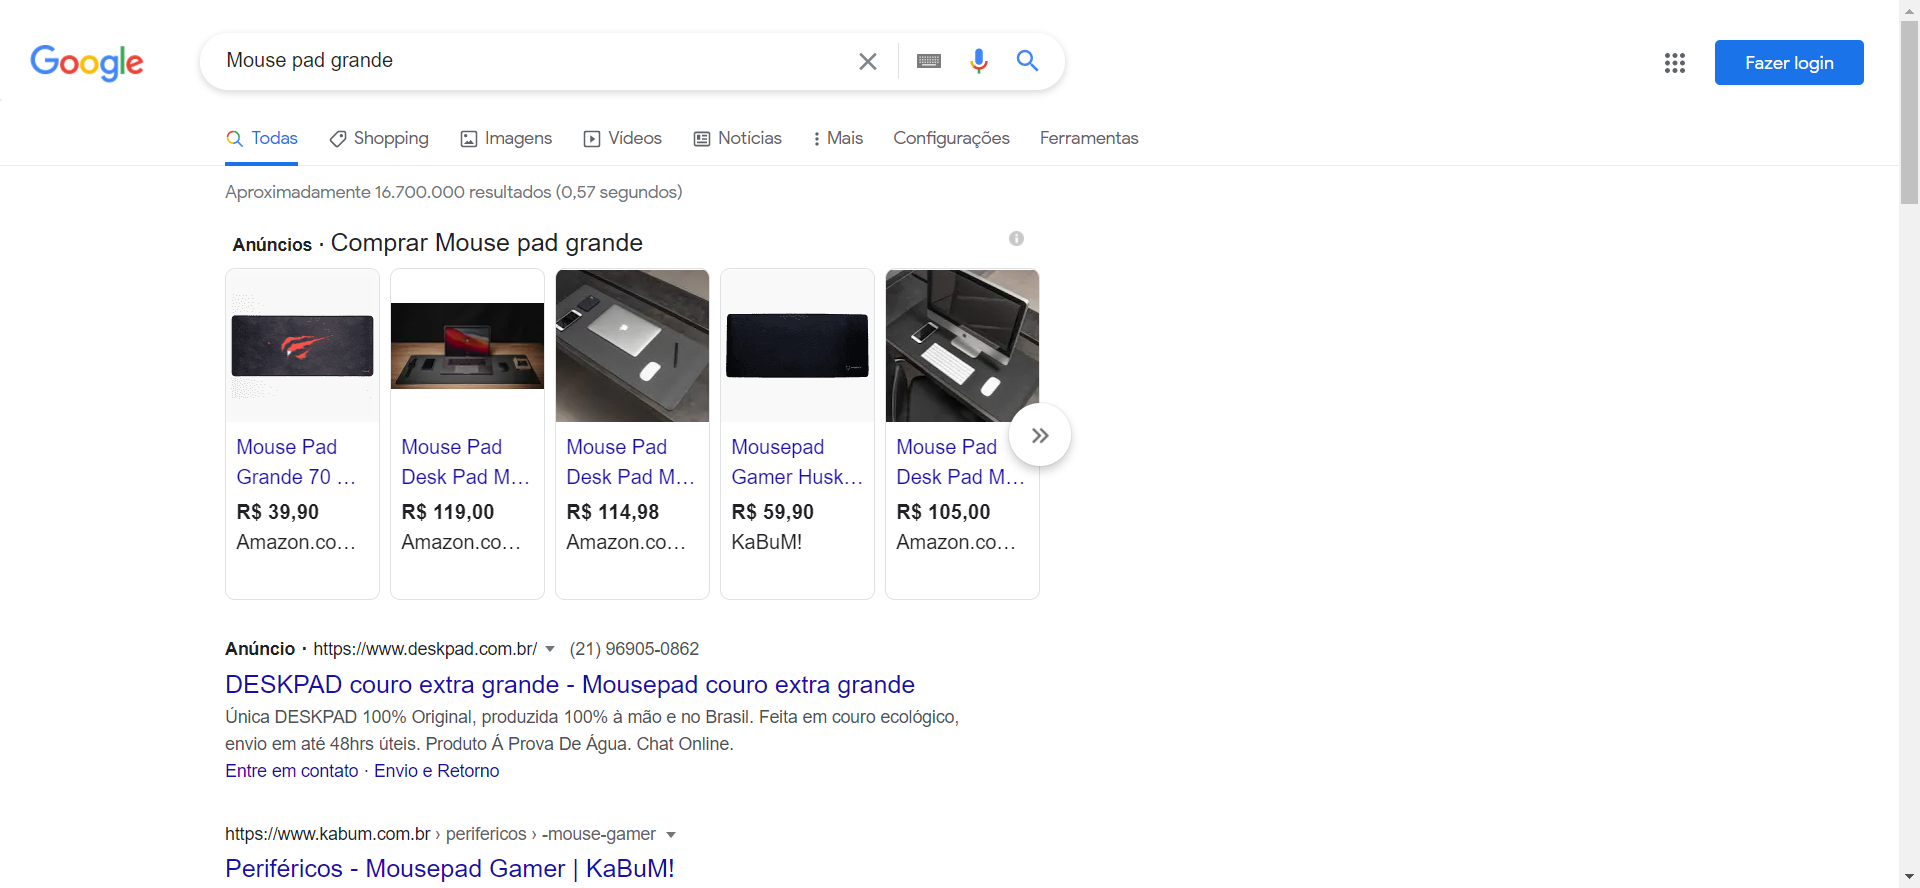 Google
Mouse pad grande
Fazer login
Todas
Shopping
Imagens
Vídeos
Notícias
Mais
Configurações
Ferramentas
Aproximadamente 16.700.000 resultados (0,57 segundos)
Anúncios · Comprar Mouse pad grande
Mouse Pad
Grande 70 ...
R$ 39,90
Amazon.co...
Mouse Pad
Desk Pad M...
R$ 119,00
Amazon.co...
Mouse Pad
Desk Pad M...
R$ 114,98
Amazon.co...
Mousepad
Gamer Husk...
R$ 59,90
KaBuM!
Mouse Pad
Desk Pad M...
R$ 105,00
Amazon.co...
Anúncio · https://www.deskpad.com.br/ (21) 96905-0862
DESKPAD couro extra grande - Mousepad couro extra grande
Única DESKPAD 100% Original, produzida 100% à mão e no Brasil. Feita em couro ecológico,
envio em até 48hrs úteis. Produto Á Prova De Água. Chat Online.
Entre em contato · Envio e Retorno
https://www.kabum.com.br › perifericos › -mouse-gamer
Periféricos - Mousepad Gamer | KaBuM!